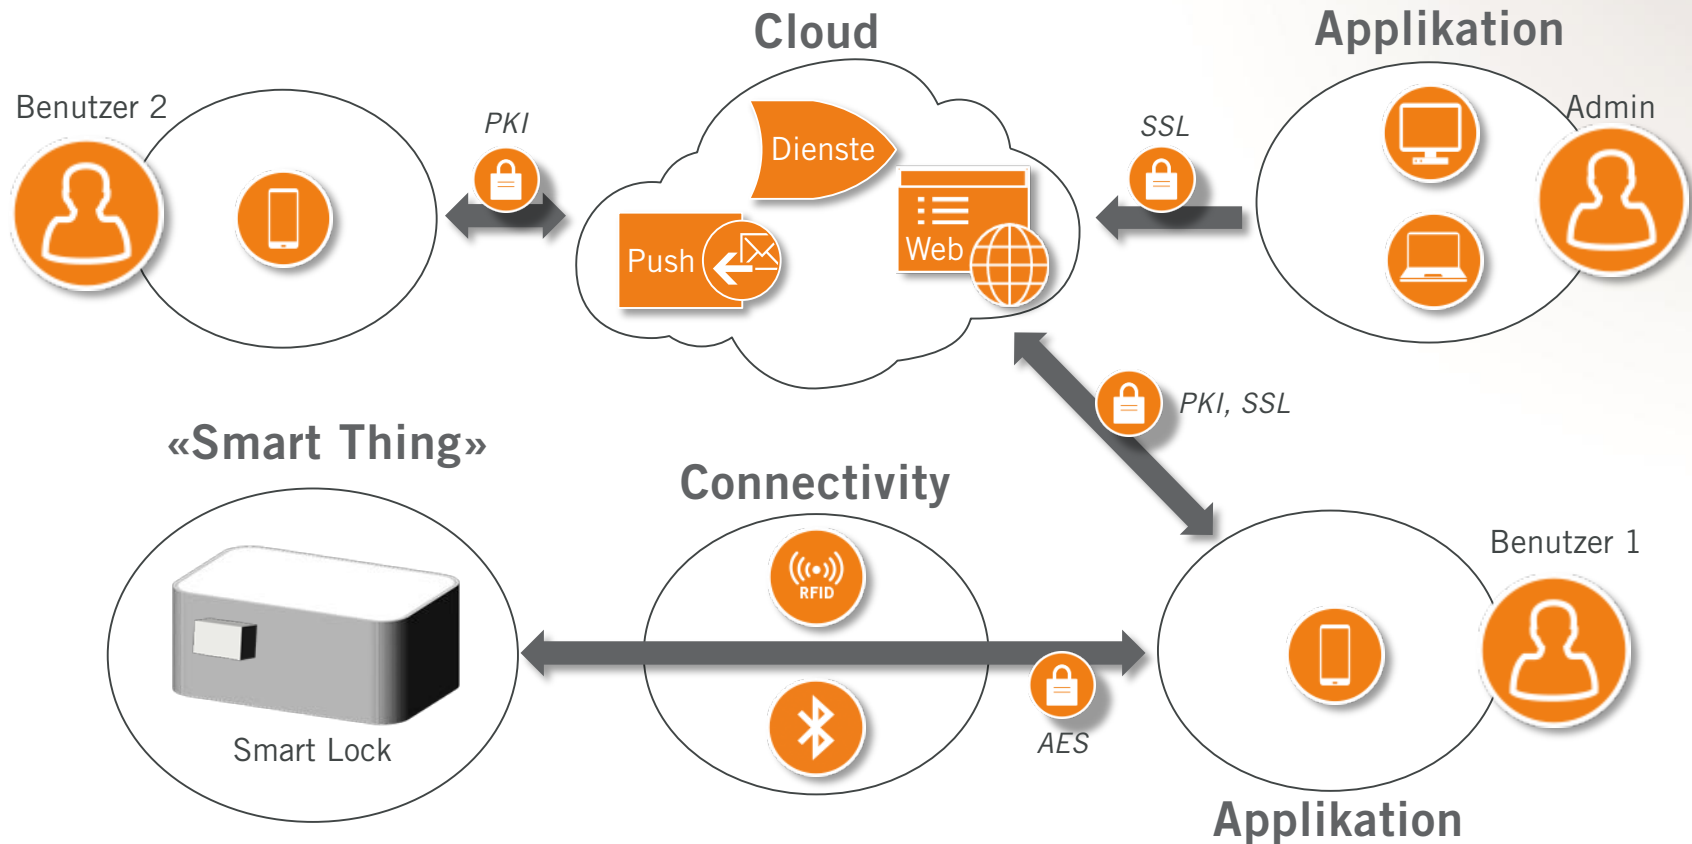 Cloud
Applikation
Benutzer 2
PKI
Dienste
SSL
Admin
Push
Web
PKI, SSL
«Smart Thing»
Connectivity
Benutzer 1
RFID
Smart Lock
AES
Applikation